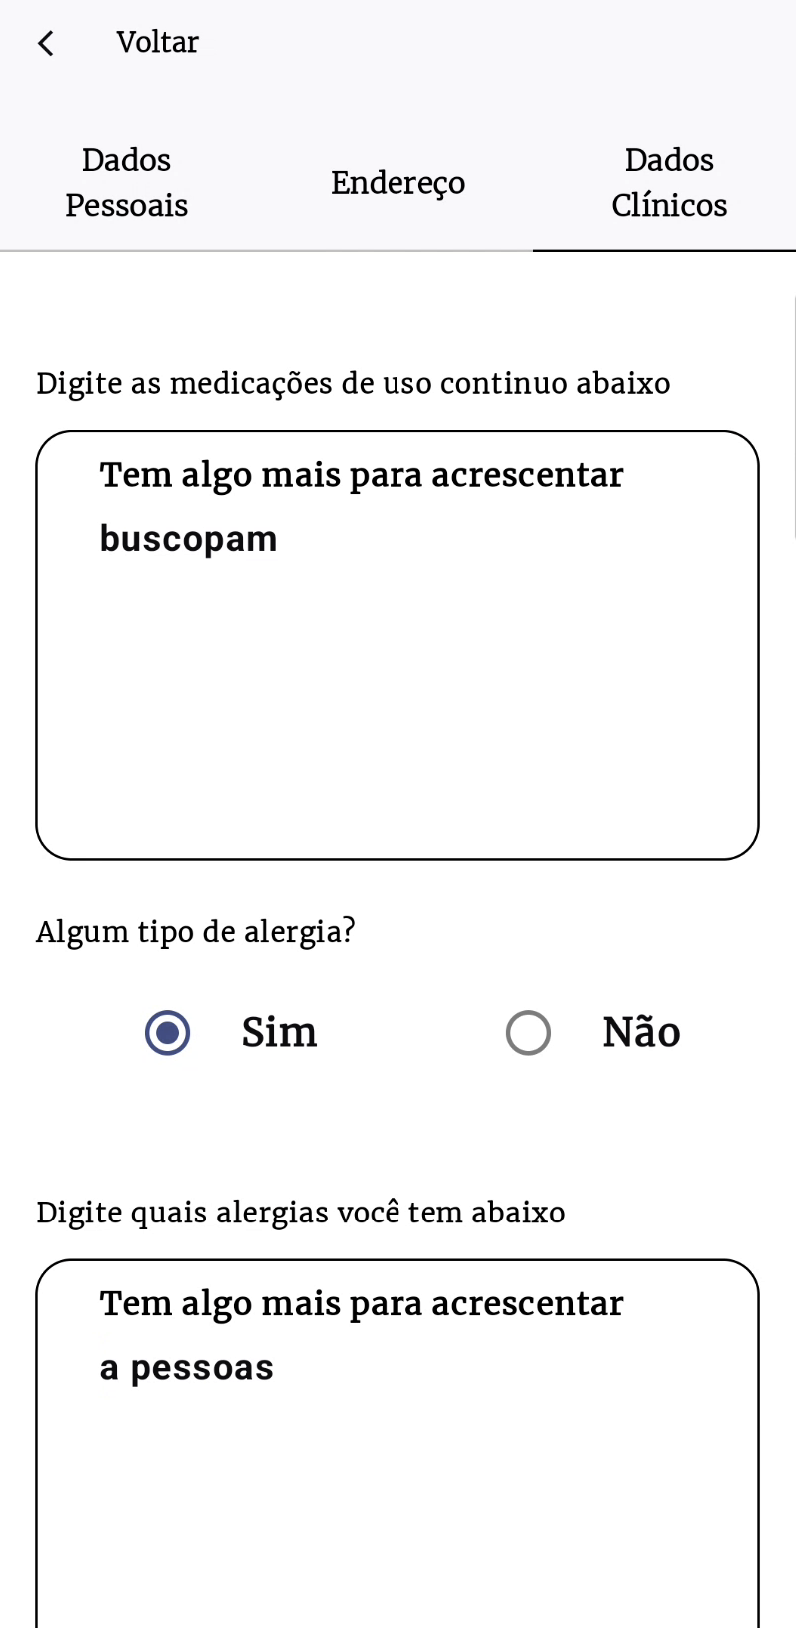 Voltar
Dados
Pessoais
Endereço
Dados
Clínicos
Digite as medicações de uso continuo abaixo
Tem algo mais para acrescentar
buscopam
Algum tipo de alergia?
Sim
Não
Digite quais alergias você tem abaixo
Tem algo mais para acrescentar
a pessoas